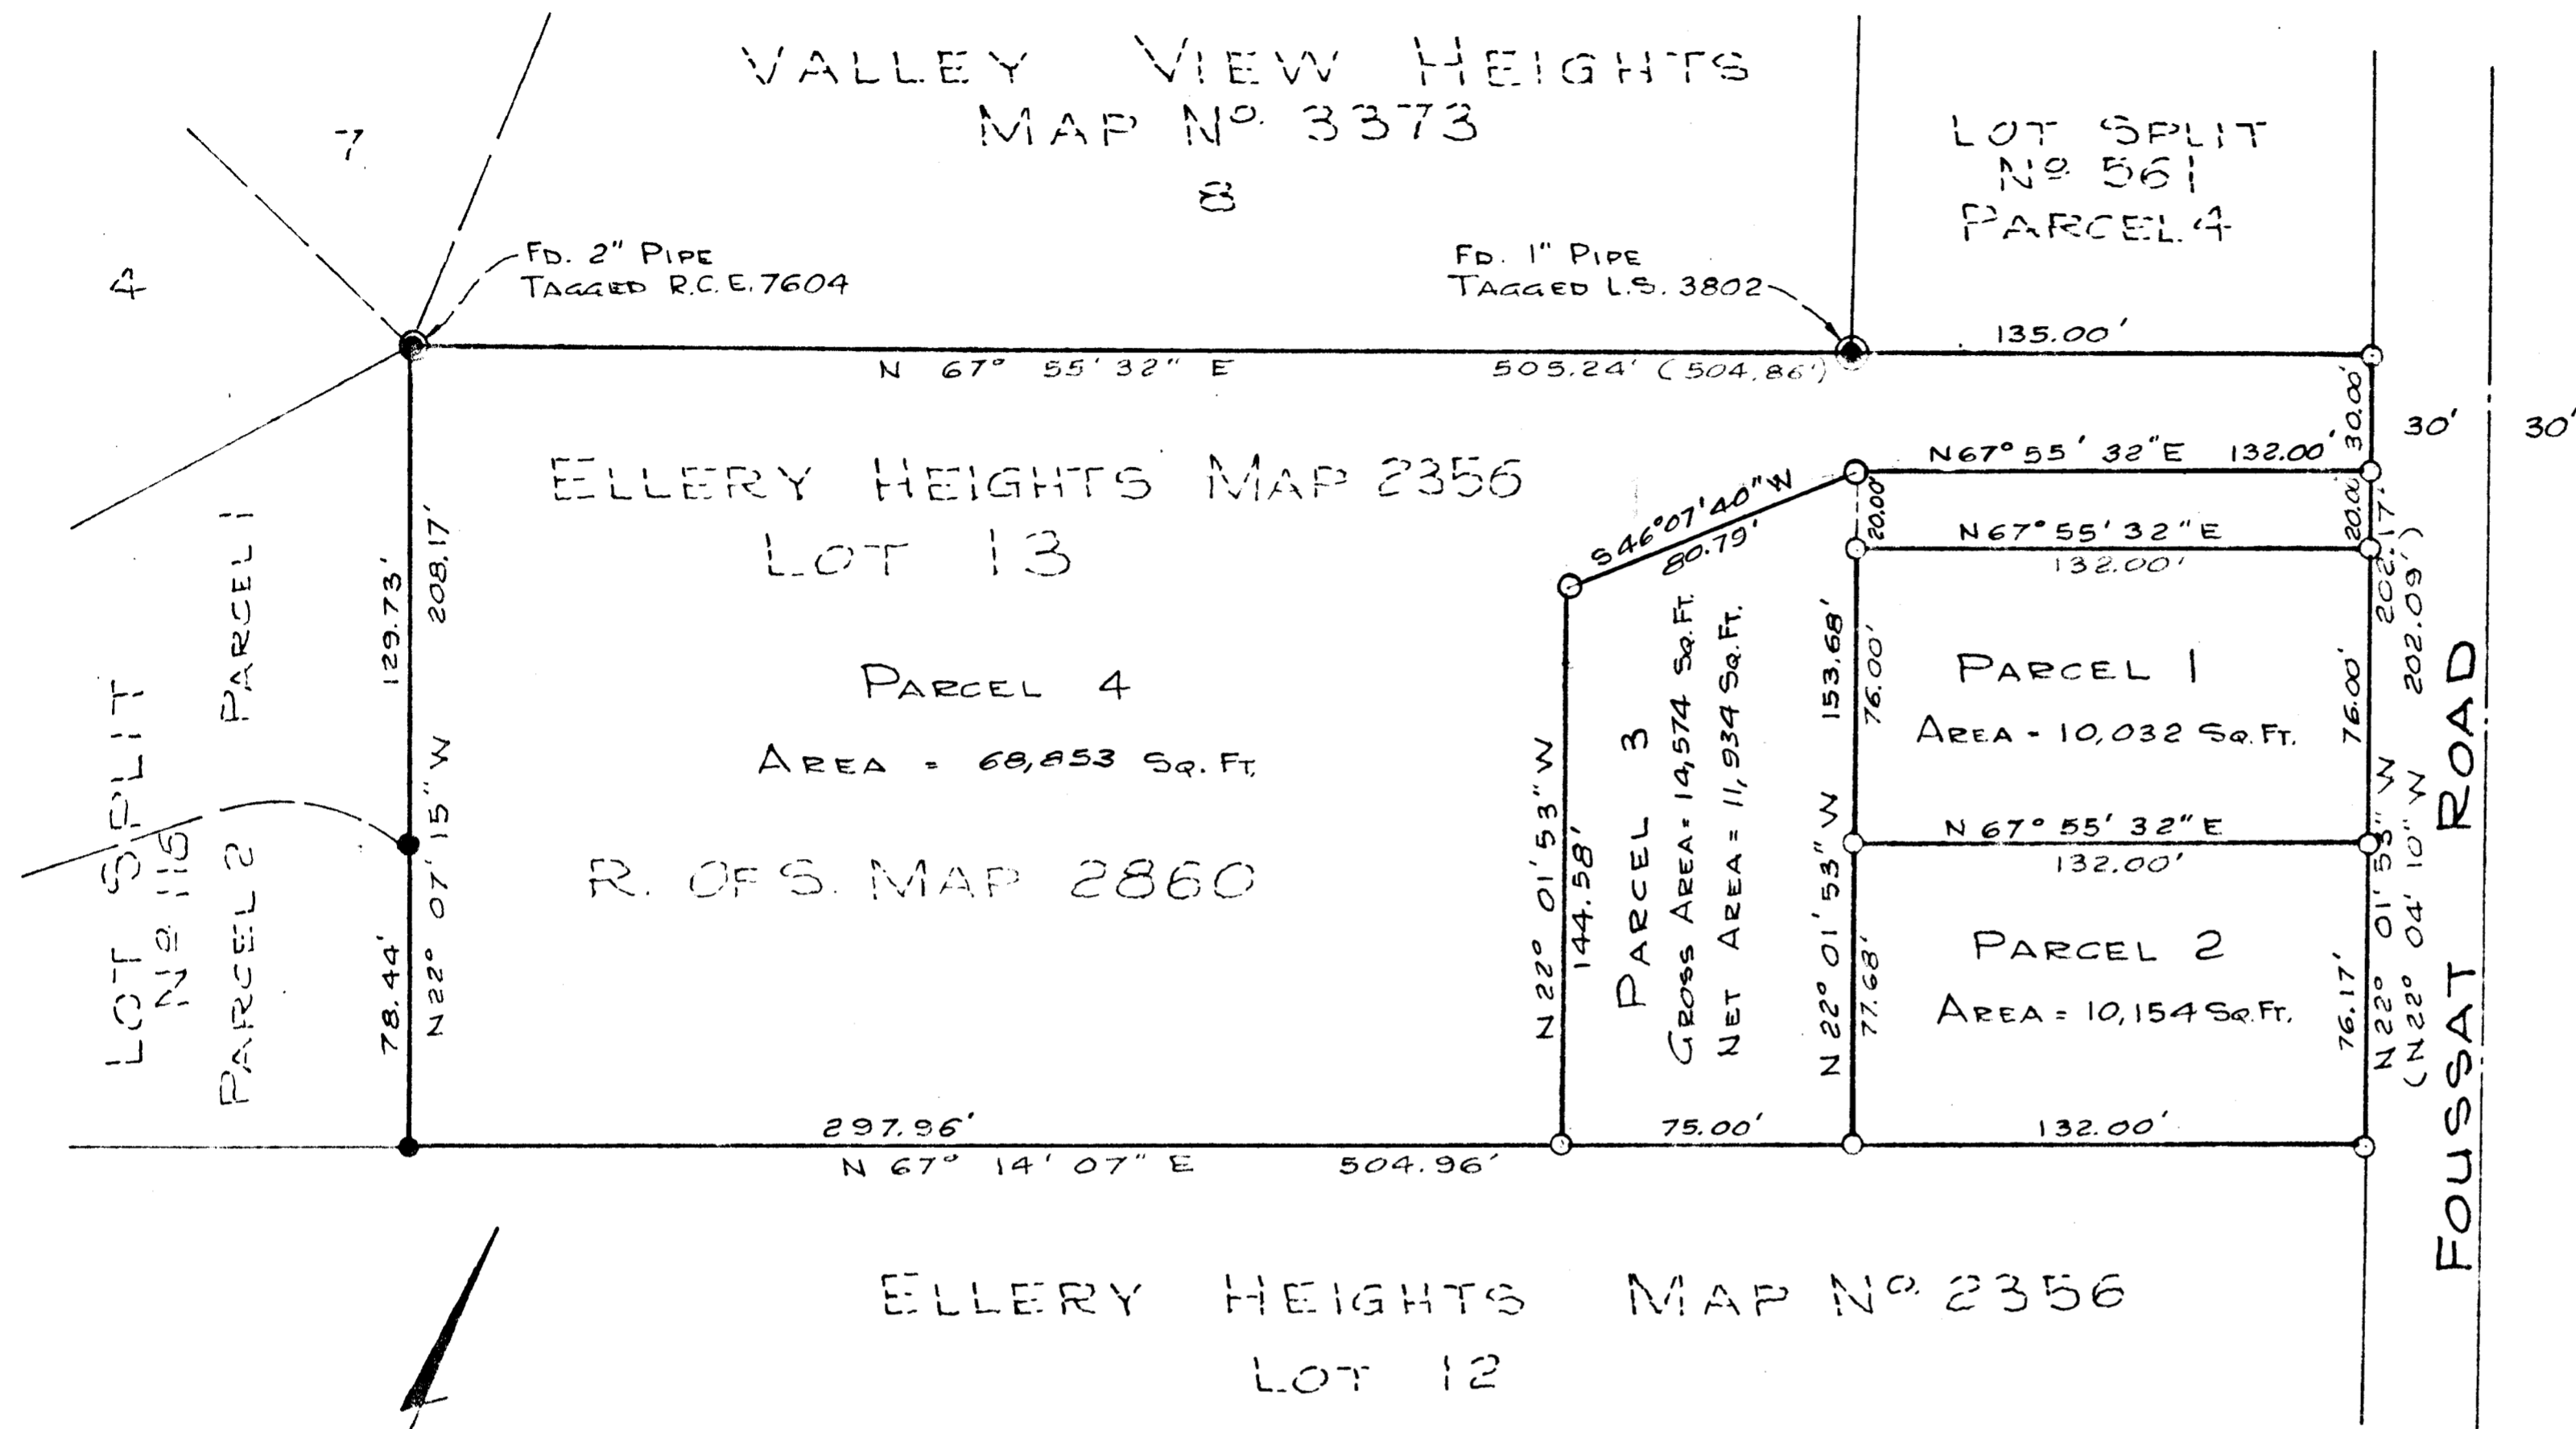 VALLEY VIEW HEIGHTS
MAP Nº 3373
8
7
4
LOT SPLIT
Nº 561
PARCEL 4
FD. 2" PIPE
TAGGED R.C.E. 7604
FD. 1" PIPE
TAGGED L.S. 3802
135.00'
N 67° 55' 32" E 505.24' (504.86')
30.00'
30' 30'
N 67° 55' 32" E 132.00'
20.00'
20.00'
N 67° 55' 32" E
132.00'
ELLERY HEIGHTS MAP 2356
LOT 13
S 46° 07' 40" W
80.79'
PARCEL 4
AREA = 68,853 SQ. FT.
R. OF S. MAP 2860
129.73'
208.17'
N 22° 07' 15" W
78.44'
LOT SPLIT
Nº 116
PARCEL 1
PARCEL 2
N 22° 01' 53" W
144.58'
PARCEL 3
GROSS AREA = 14,574 SQ. FT.
NET AREA = 11,934 SQ. FT.
N 22° 01' 53" W 153.68'
76.00'
77.68'
PARCEL 1
AREA = 10,032 SQ. FT.
76.00'
N 67° 55' 32" E
132.00'
PARCEL 2
AREA = 10,154 SQ. FT.
76.17'
N 22° 01' 53" W 202.17'
(N 22° 04' 10" W 202.09')
FOUSSAT ROAD
297.96'
75.00'
132.00'
N 67° 14' 07" E 504.96'
ELLERY HEIGHTS MAP Nº 2356
LOT 12